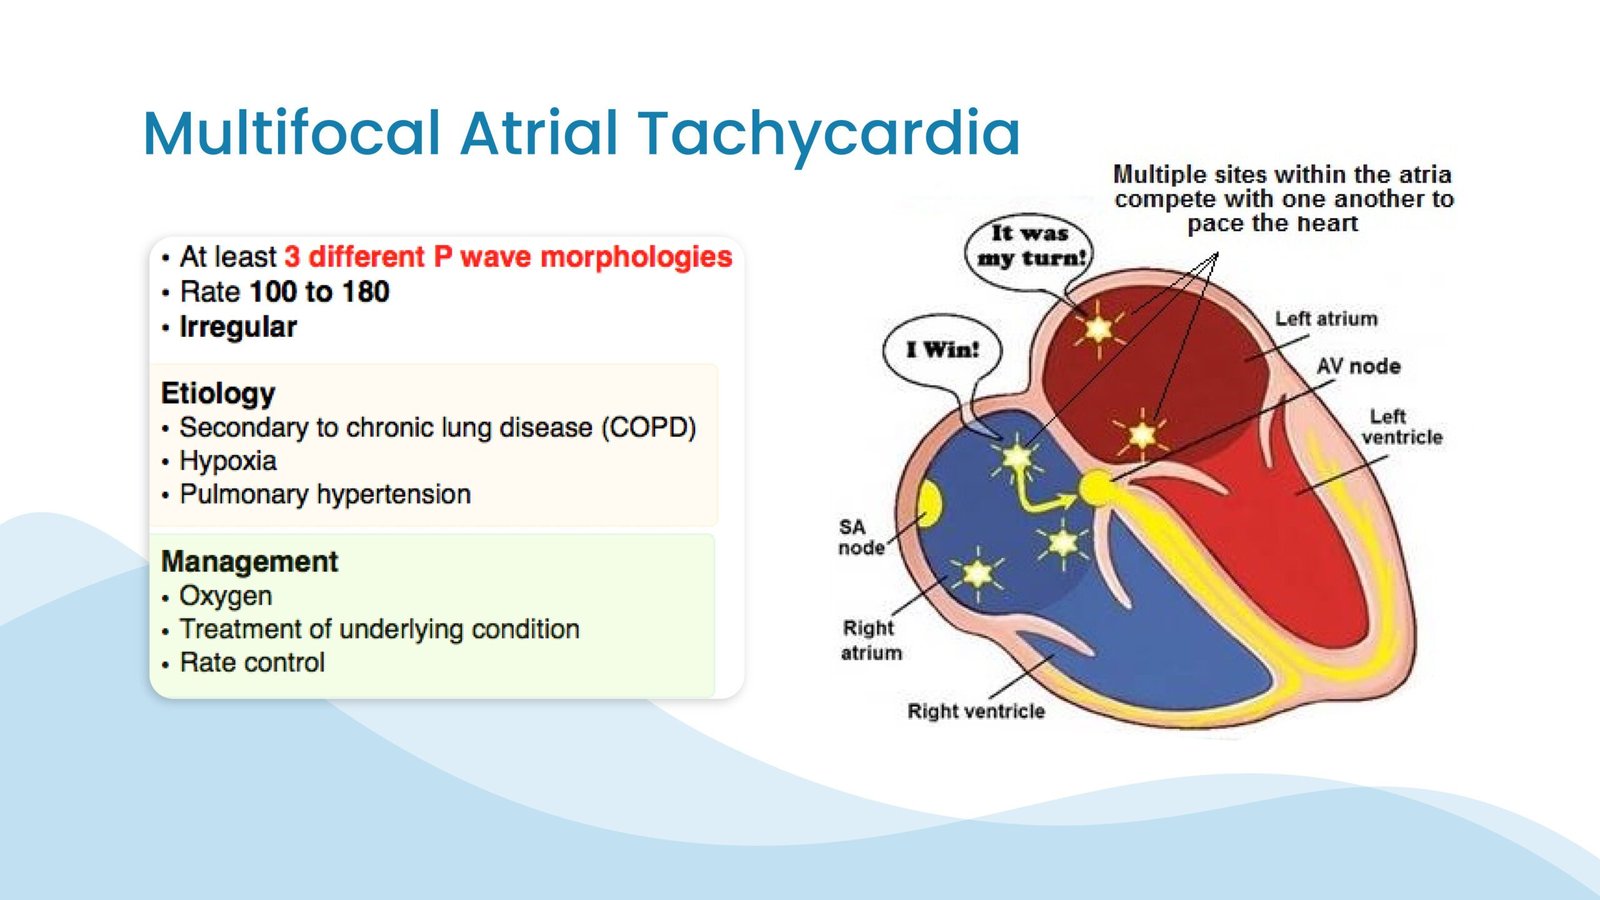 Multifocal Atrial Tachycardia
• At least 3 different P wave morphologies
• Rate 100 to 180
• Irregular
Etiology
• Secondary to chronic lung disease (COPD)
• Hypoxia
• Pulmonary hypertension
Management
• Oxygen
• Treatment of underlying condition
• Rate control
Multiple sites within the atria
compete with one another to
pace the heart
It was
my turn!
I Win!
Left atrium
AV node
Left
ventricle
SA
node
Right
atrium
Right ventricle